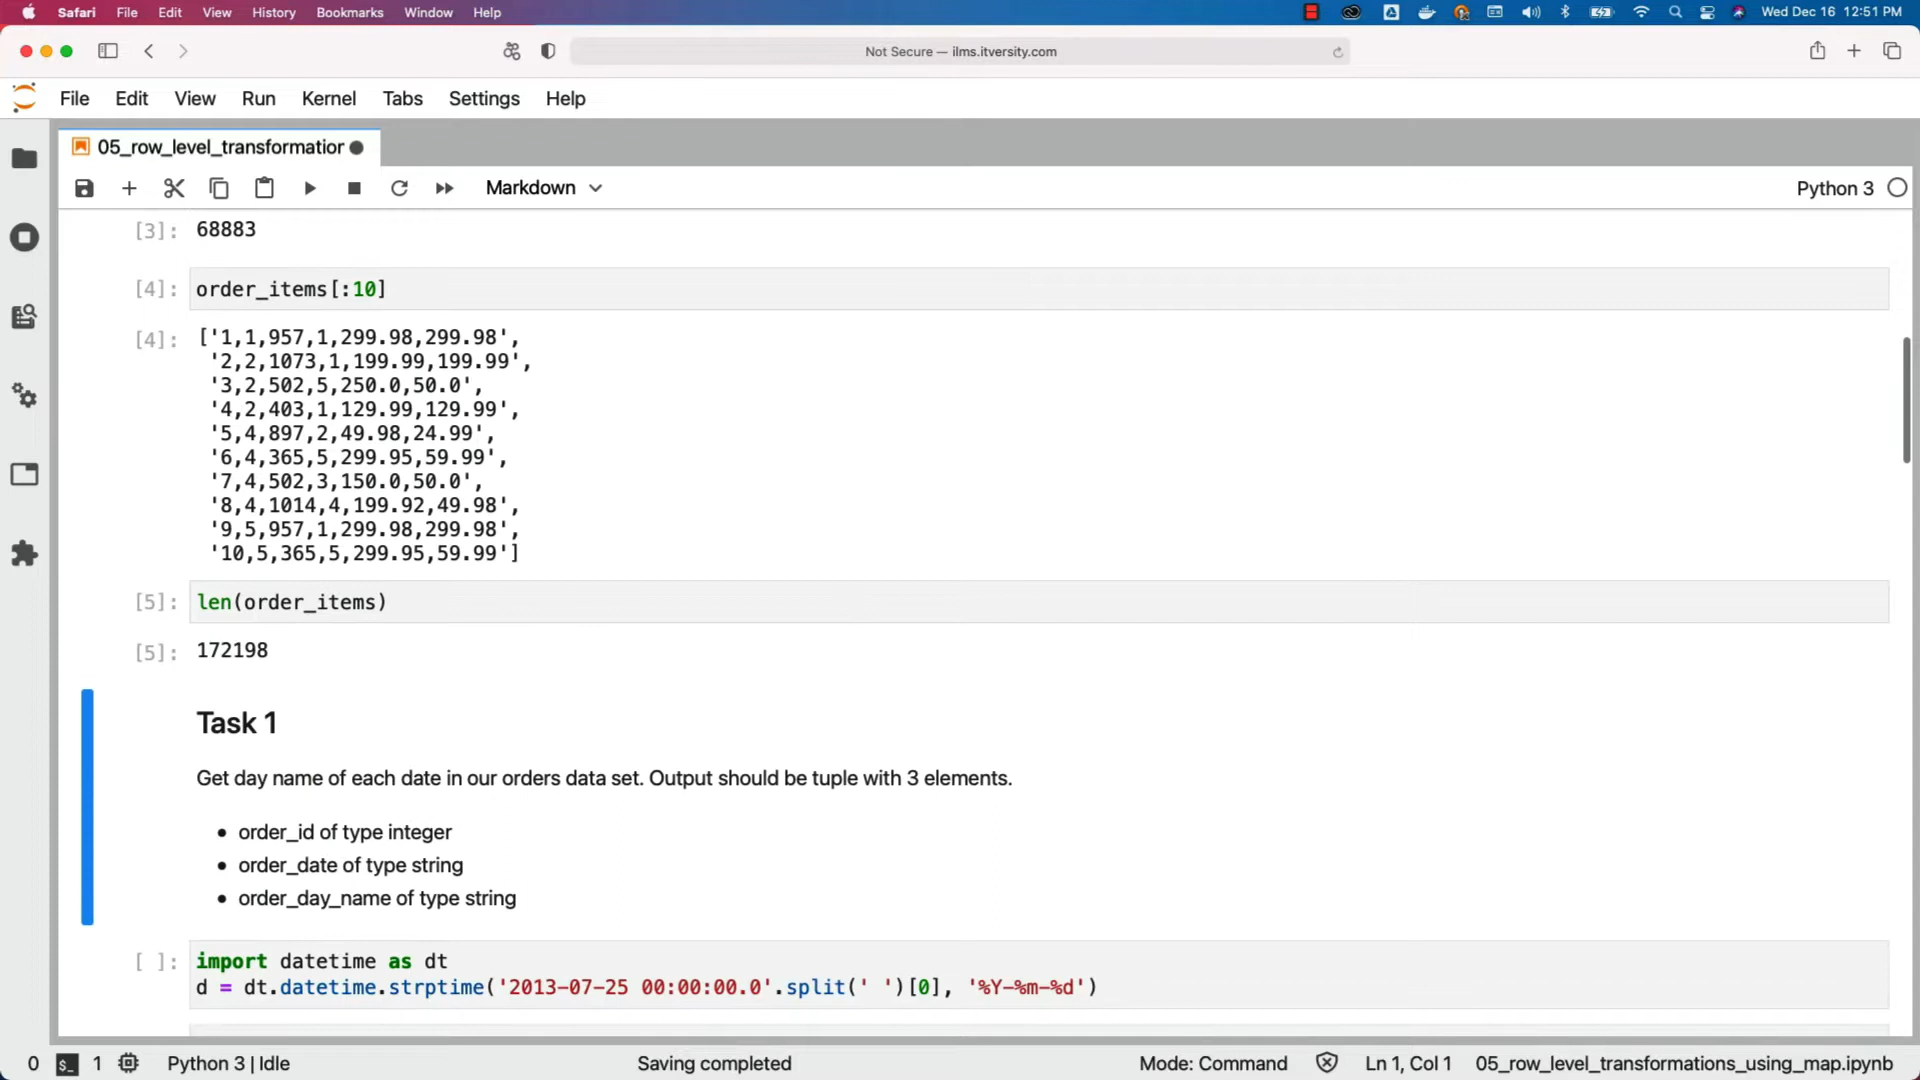 Safari File Edit View History Bookmarks Window Help Wed Dec 16 12:51 PM
Not Secure — ilms.itversity.com
File Edit View Run Kernel Tabs Settings Help
05_row_level_transformation
Markdown Python 3
[3]: 68883
[4]: order_items[:10]
[4]: ['1,1,957,1,299.98,299.98',
'2,2,1073,1,199.99,199.99',
'3,2,502,5,250.0,50.0',
'4,2,403,1,129.99,129.99',
'5,4,897,2,49.98,24.99',
'6,4,365,5,299.95,59.99',
'7,4,502,3,150.0,50.0',
'8,4,1014,4,199.92,49.98',
'9,5,957,1,299.98,299.98',
'10,5,365,5,299.95,59.99']
[5]: len(order_items)
[5]: 172198
Task 1
Get day name of each date in our orders data set. Output should be tuple with 3 elements.
• order_id of type integer
• order_date of type string
• order_day_name of type string
[ ]: import datetime as dt
d = dt.datetime.strptime('2013-07-25 00:00:00.0'.split(' ')[0], '%Y-%m-%d')
0 $_ 1 Python 3 | Idle Saving completed Mode: Command Ln 1, Col 1 05_row_level_transformations_using_map.ipynb